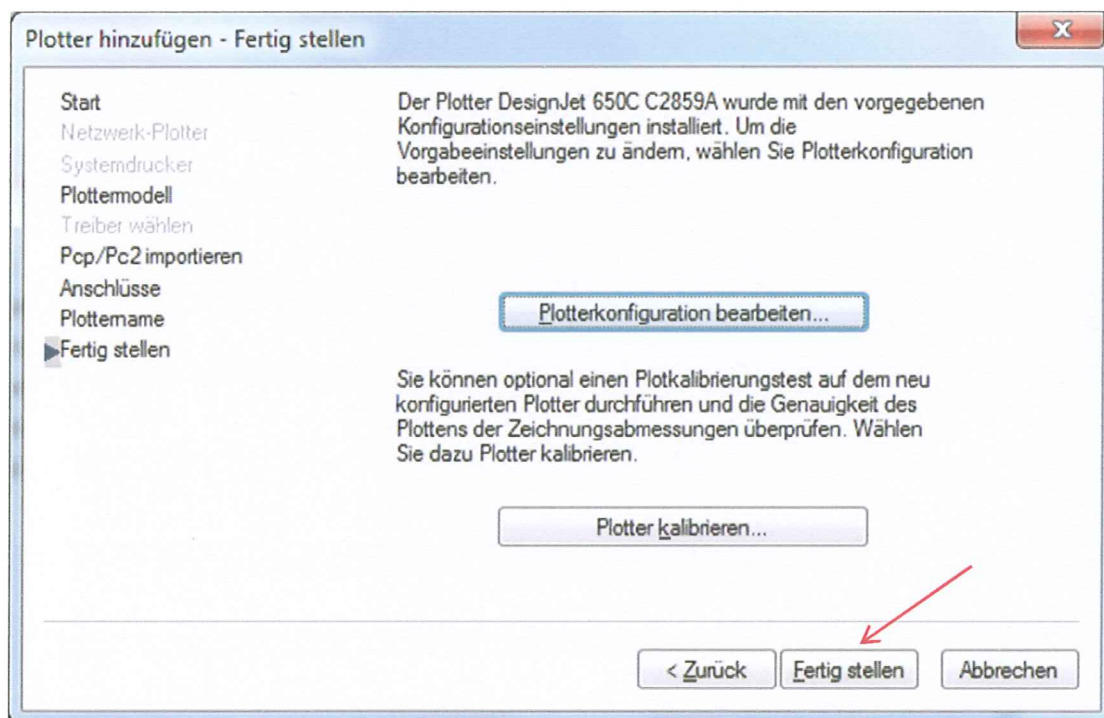 Plotter hinzufügen - Fertig stellen
Start
Netzwerk-Plotter
Systemdrucker
Plottermodell
Treiber wählen
Pcp/Pc2 importieren
Anschlüsse
Plottername
Fertig stellen
Der Plotter DesignJet 650C C2859A wurde mit den vorgegebenen
Konfigurationseinstellungen installiert. Um die
Vorgabeeinstellungen zu ändern, wählen Sie Plotterkonfiguration
bearbeiten.
Plotterkonfiguration bearbeiten...
Sie können optional einen Plotkalibrierungstest auf dem neu
konfigurierten Plotter durchführen und die Genauigkeit des
Plottens der Zeichnungsabmessungen überprüfen. Wählen
Sie dazu Plotter kalibrieren.
Plotter kalibrieren...
< Zurück
Fertig stellen
Abbrechen